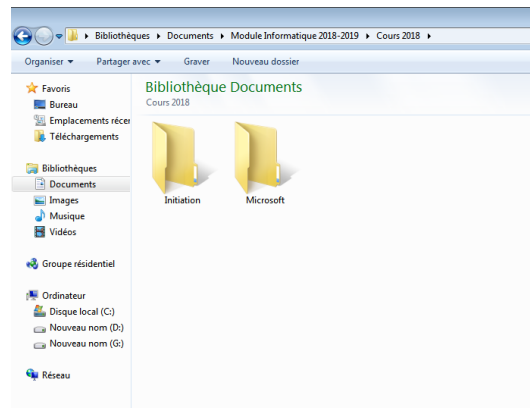 Bibliothèques Documents Module Informatique 2018-2019 Cours 2018
Organiser Partager avec Graver Nouveau dossier
Favoris
Bureau
Emplacements récer
Téléchargements
Bibliothèques
Documents
Images
Musique
Vidéos
Groupe résidentiel
Ordinateur
Disque local (C:)
Nouveau nom (D:)
Nouveau nom (G:)
Réseau
Bibliothèque Documents
Cours 2018
Initiation Microsoft